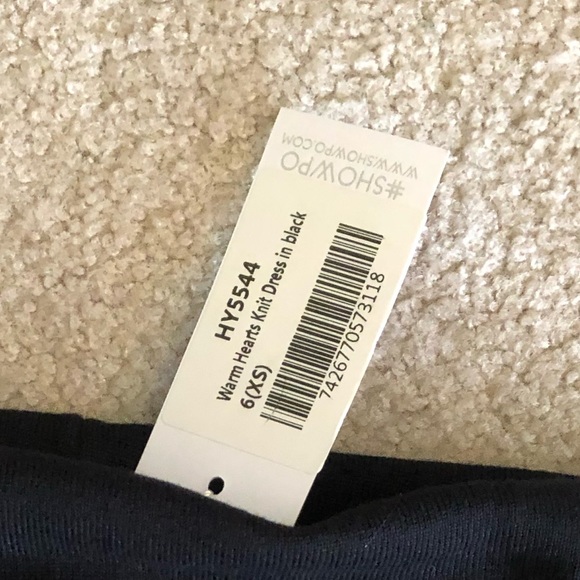 #SHOWPO
WWW.SHOWPO.COM
HY5544
Warm Hearts Knit Dress in black
6(XS)
7426770573118